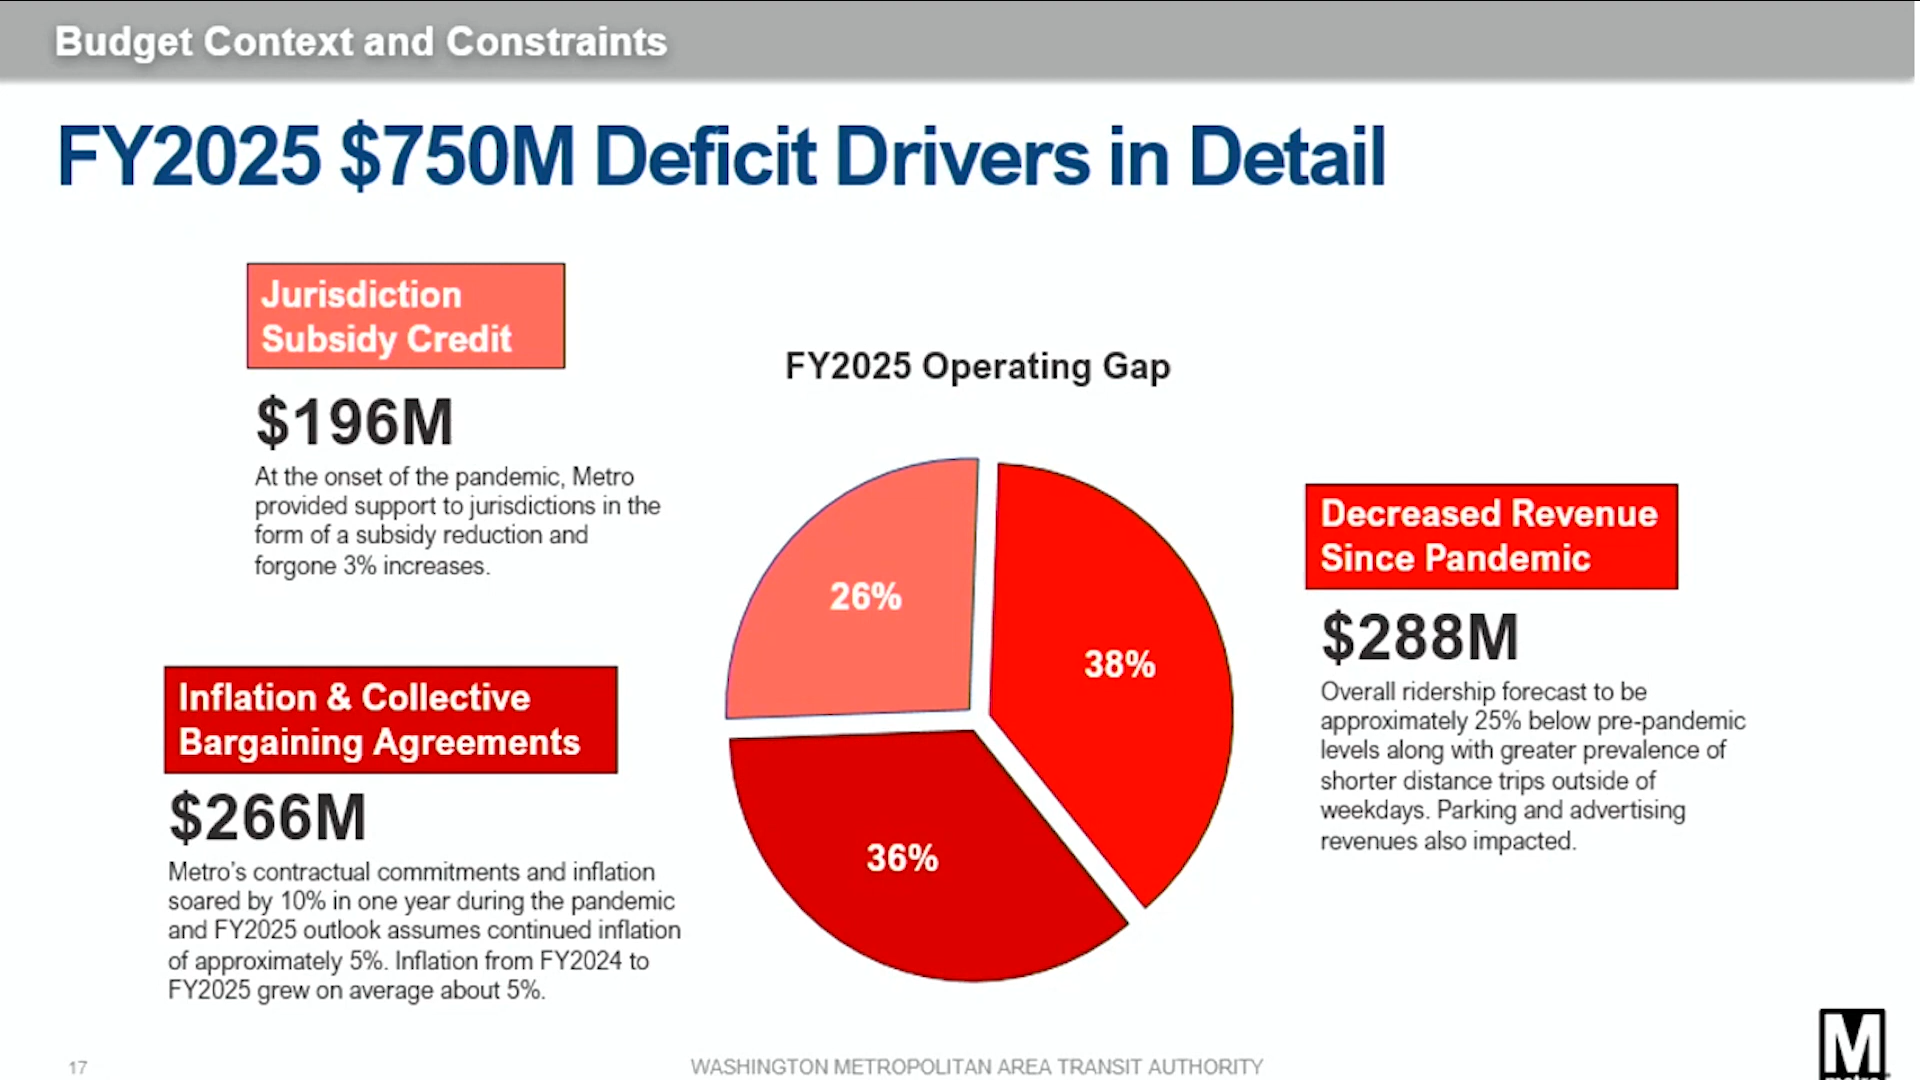 Budget Context and Constraints
FY2025 $750M Deficit Drivers in Detail
Jurisdiction
Subsidy Credit
$196M
At the onset of the pandemic, Metro
provided support to jurisdictions in the
form of a subsidy reduction and
forgone 3% increases.
Inflation & Collective
Bargaining Agreements
$266M
Metro's contractual commitments and inflation
soared by 10% in one year during the pandemic
and FY2025 outlook assumes continued inflation
of approximately 5%. Inflation from FY2024 to
FY2025 grew on average about 5%.
FY2025 Operating Gap
26%
38%
36%
Decreased Revenue
Since Pandemic
$288M
Overall ridership forecast to be
approximately 25% below pre-pandemic
levels along with greater prevalence of
shorter distance trips outside of
weekdays. Parking and advertising
revenues also impacted.
17
WASHINGTON METROPOLITAN AREA TRANSIT AUTHORITY
M